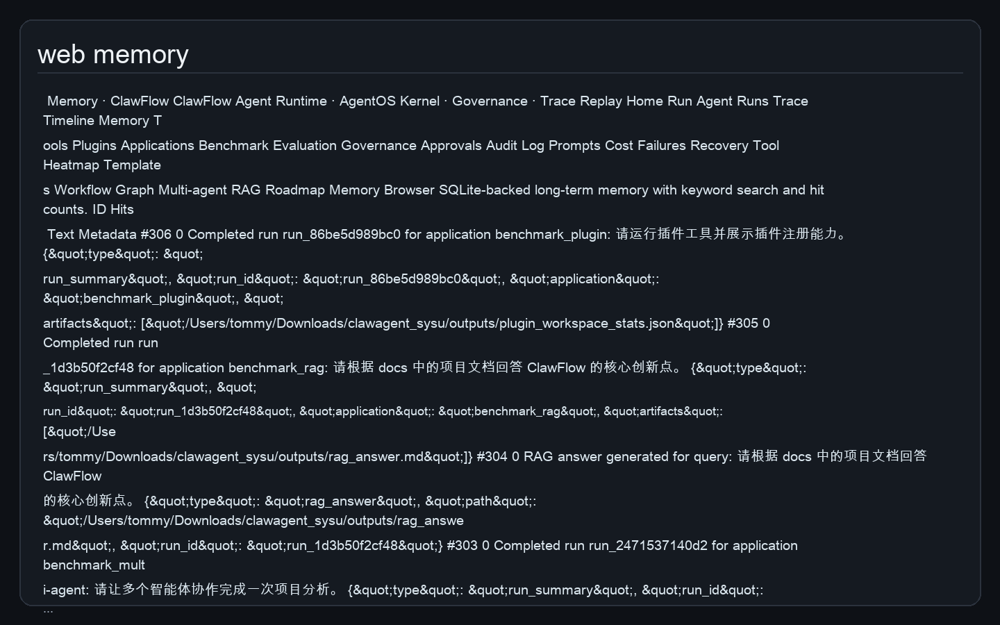 web memory
Memory · ClawFlow ClawFlow Agent Runtime · AgentOS Kernel · Governance · Trace Replay Home Run Agent Runs Trace
Timeline Memory T
ools Plugins Applications Benchmark Evaluation Governance Approvals Audit Log Prompts Cost Failures Recovery Tool
Heatmap Template
s Workflow Graph Multi-agent RAG Roadmap Memory Browser SQLite-backed long-term memory with keyword search and hit
counts. ID Hits
Text Metadata #306 0 Completed run run_86be5d989bc0 for application benchmark_plugin: 请运行插件工具并展示插件注册能力。
{&quot;type&quot;: &quot;
run_summary&quot;, &quot;run_id&quot;: &quot;run_86be5d989bc0&quot;, &quot;application&quot;:
&quot;benchmark_plugin&quot;, &quot;
artifacts&quot;: [&quot;/Users/tommy/Downloads/clawagent_sysu/outputs/plugin_workspace_stats.json&quot;]} #305 0
Completed run run
_1d3b50f2cf48 for application benchmark_rag: 请根据 docs 中的项目文档回答 ClawFlow 的核心创新点。 {&quot;type&quot;:
&quot;run_summary&quot;, &quot;
run_id&quot;: &quot;run_1d3b50f2cf48&quot;, &quot;application&quot;: &quot;benchmark_rag&quot;, &quot;artifacts&quot;:
[&quot;/Use
rs/tommy/Downloads/clawagent_sysu/outputs/rag_answer.md&quot;]} #304 0 RAG answer generated for query: 请根据 docs 中的项目文档回答
ClawFlow
的核心创新点。 {&quot;type&quot;: &quot;rag_answer&quot;, &quot;path&quot;:
&quot;/Users/tommy/Downloads/clawagent_sysu/outputs/rag_answe
r.md&quot;, &quot;run_id&quot;: &quot;run_1d3b50f2cf48&quot;} #303 0 Completed run run_2471537140d2 for application
benchmark_mult
i-agent: 请让多个智能体协作完成一次项目分析。 {&quot;type&quot;: &quot;run_summary&quot;, &quot;run_id&quot;:
...